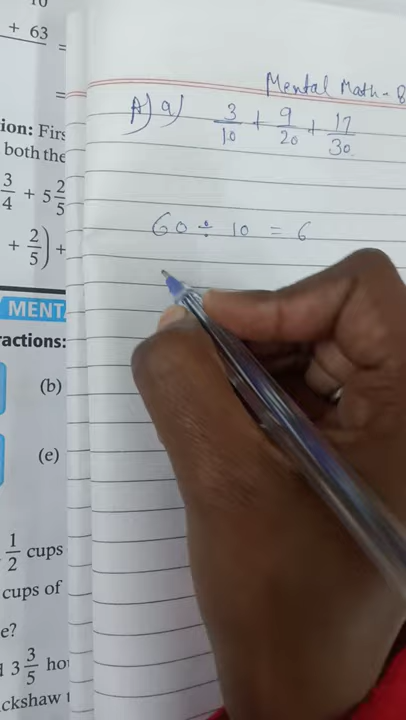 10
+ 63
=
=
ion: Firs
both the
3/4 + 5 2/5
+ 2/5) +
MENT
ractions:
(b)
(e)
1/2 cups
cups of
e?
3 3/5 ho
ckshaw t
Mental Math - 8
A) a) 3/10 + 9/20 + 17/30
60 ÷ 10 = 6